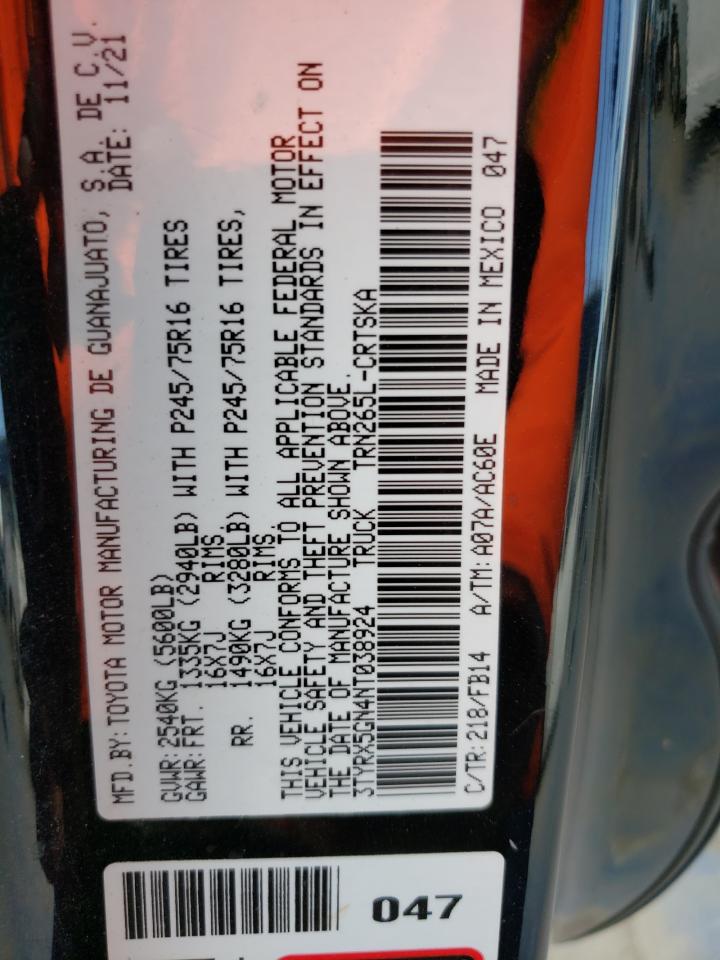 MFD.BY:TOYOTA MOTOR MANUFACTURING DE GUANAJUATO, S.A. DE C.V.
DATE: 11/21
GVWR:2540KG (5600LB)
GAWR:FRT. 1335KG (2940LB) WITH P245/75R16 TIRES
16X7J RIMS,
RR. 1490KG (3280LB) WITH P245/75R16 TIRES,
16X7J RIMS.
THIS VEHICLE CONFORMS TO ALL APPLICABLE FEDERAL MOTOR
VEHICLE SAFETY AND THEFT PREVENTION STANDARDS IN EFFECT ON
THE DATE OF MANUFACTURE SHOWN ABOVE.
3TYRX5GN4NT038924 TRUCK TRN265L-CRTSKA
C/TR:218/FB14 A/TM:A07A/AC60E MADE IN MEXICO 047
047